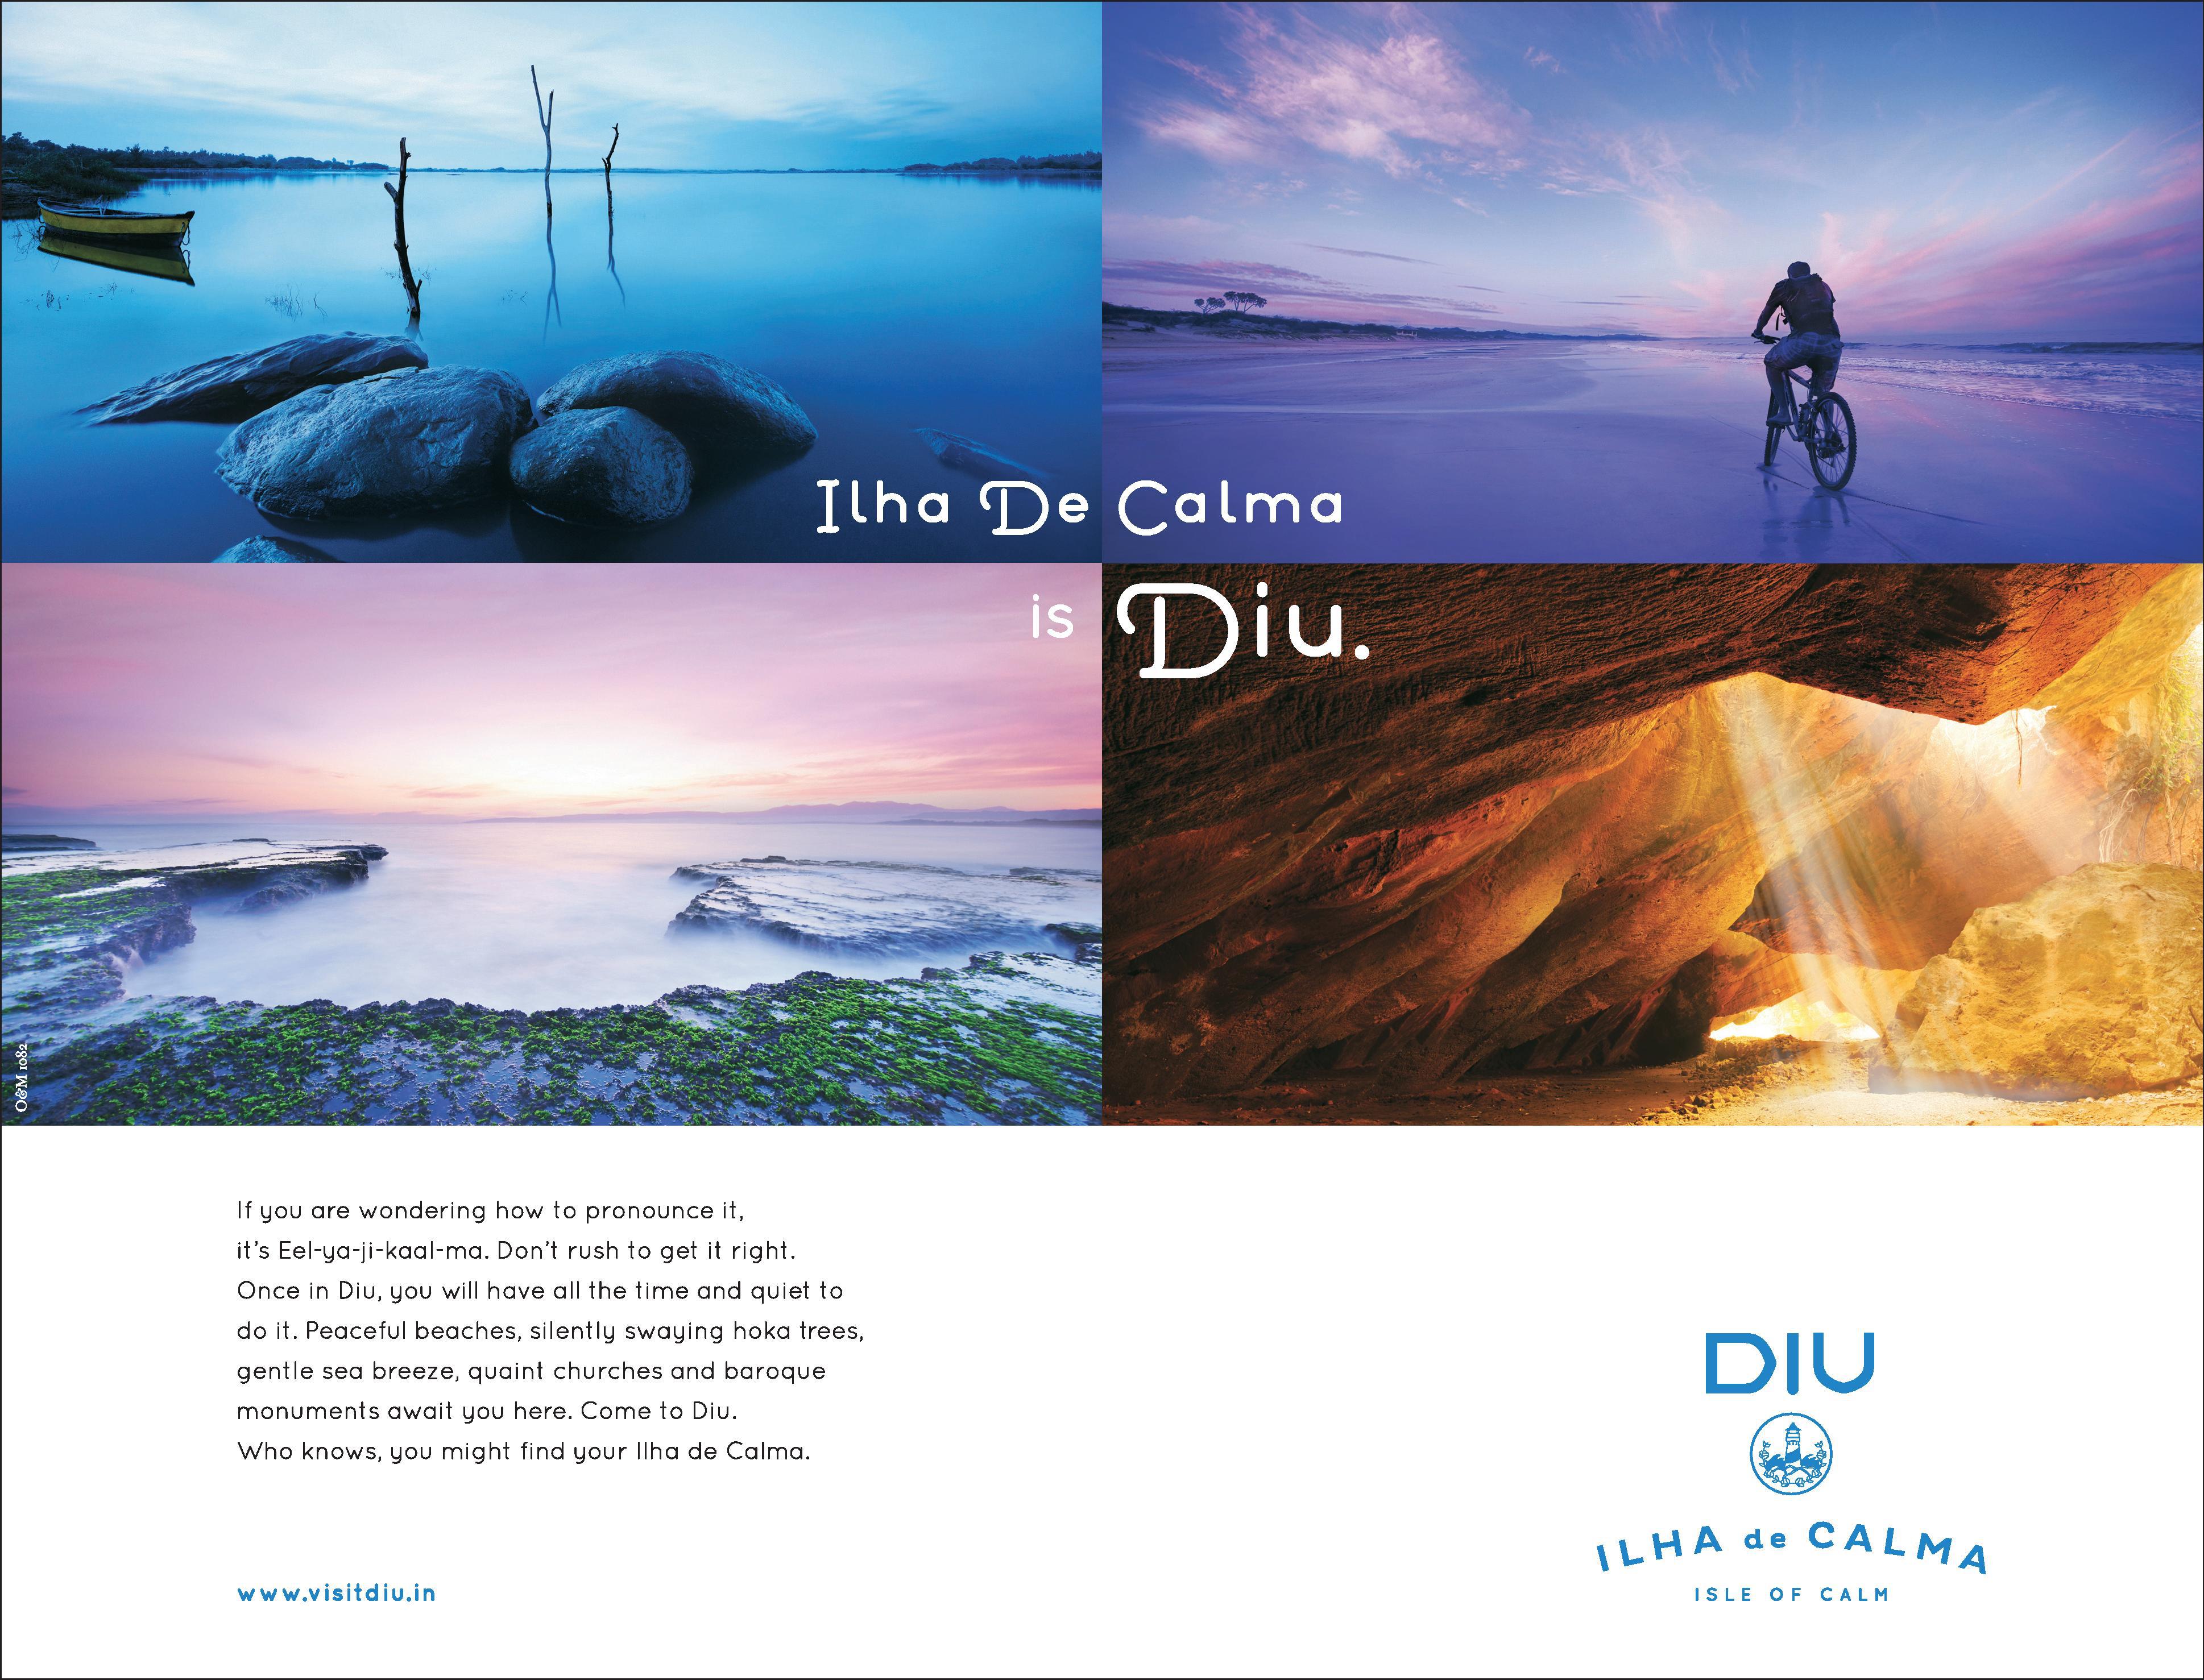 Ilha De Calma
is Diu.
O&M 1082
If you are wondering how to pronounce it,
it's Eel-ya-ji-kaal-ma. Don't rush to get it right.
Once in Diu, you will have all the time and quiet to
do it. Peaceful beaches, silently swaying hoka trees,
gentle sea breeze, quaint churches and baroque
monuments await you here. Come to Diu.
Who knows, you might find your Ilha de Calma.
www.visitdiu.in
DIU
ILHA de CALMA
ISLE OF CALM